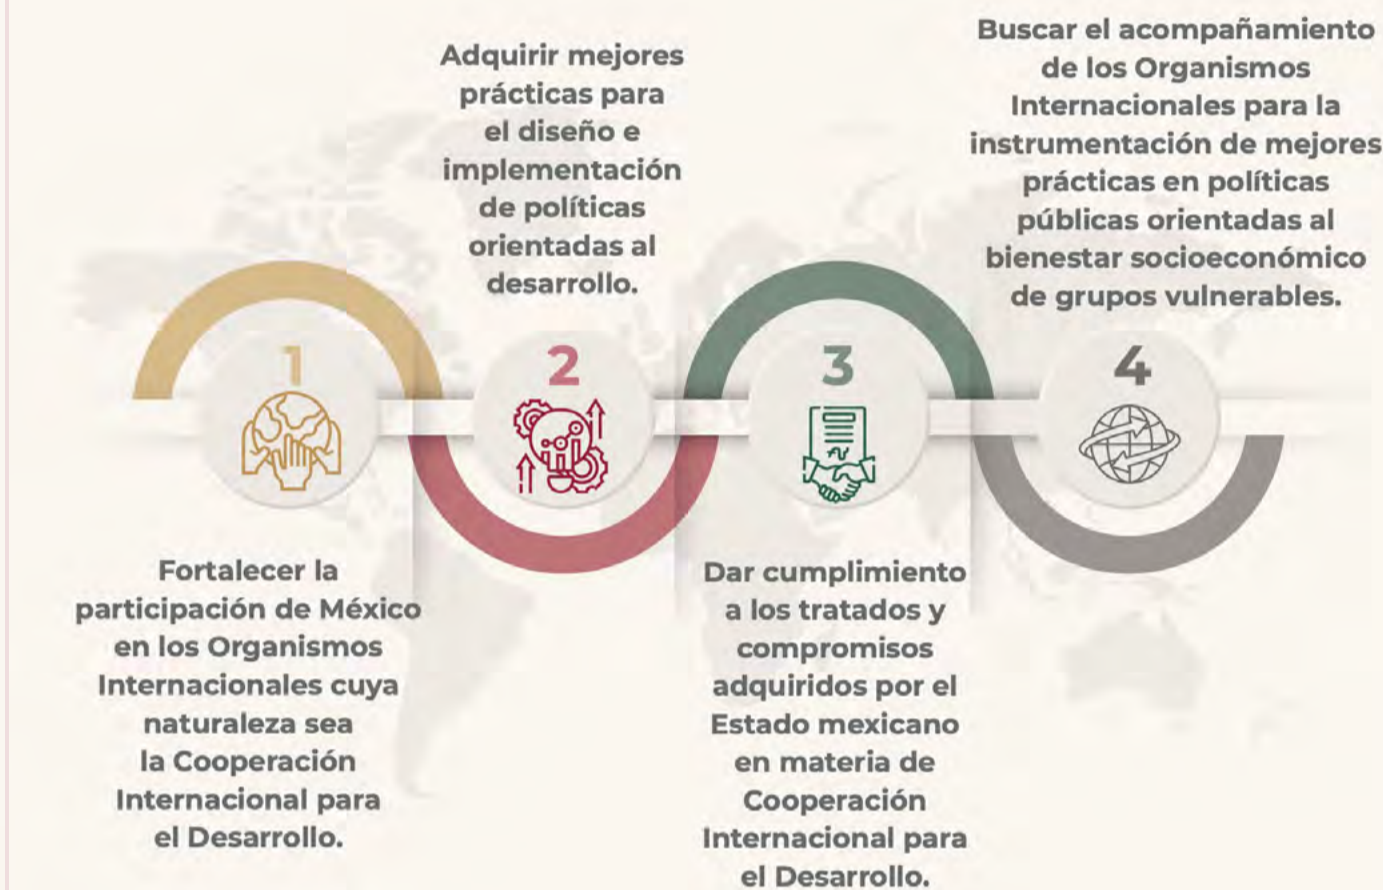 1
Fortalecer la
participación de México
en los Organismos
Internacionales cuya
naturaleza sea
la Cooperación
Internacional para
el Desarrollo.
Adquirir mejores
prácticas para
el diseño e
implementación
de políticas
orientadas al
desarrollo.
2
3
Dar cumplimiento
a los tratados y
compromisos
adquiridos por el
Estado mexicano
en materia de
Cooperación
Internacional para
el Desarrollo.
Buscar el acompañamiento
de los Organismos
Internacionales para la
instrumentación de mejores
prácticas en políticas
públicas orientadas al
bienestar socioeconómico
de grupos vulnerables.
4